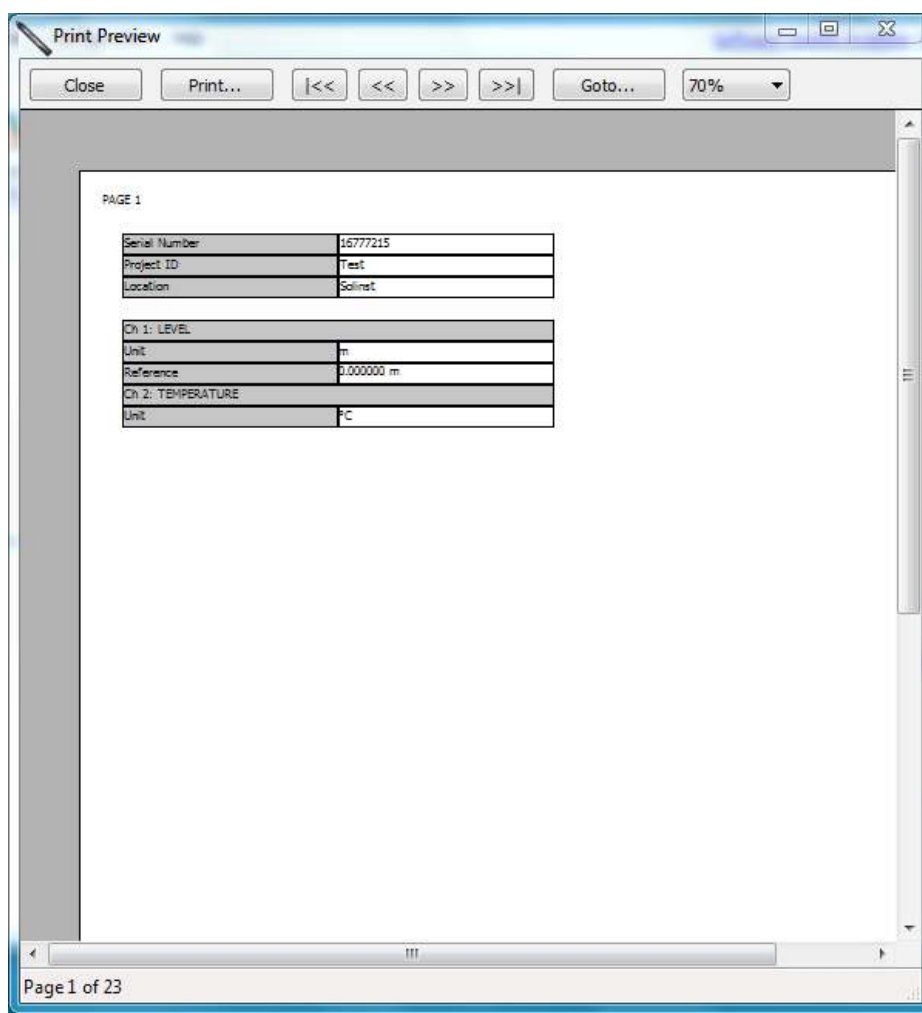 Print Preview
Close Print... |<< << >> >>| Goto... 70%
PAGE 1
Serial Number 16777215
Project ID Test
Location Solinst
Ch 1: LEVEL
Unit m
Reference 0.000000 m
Ch 2: TEMPERATURE
Unit °C
Page 1 of 23